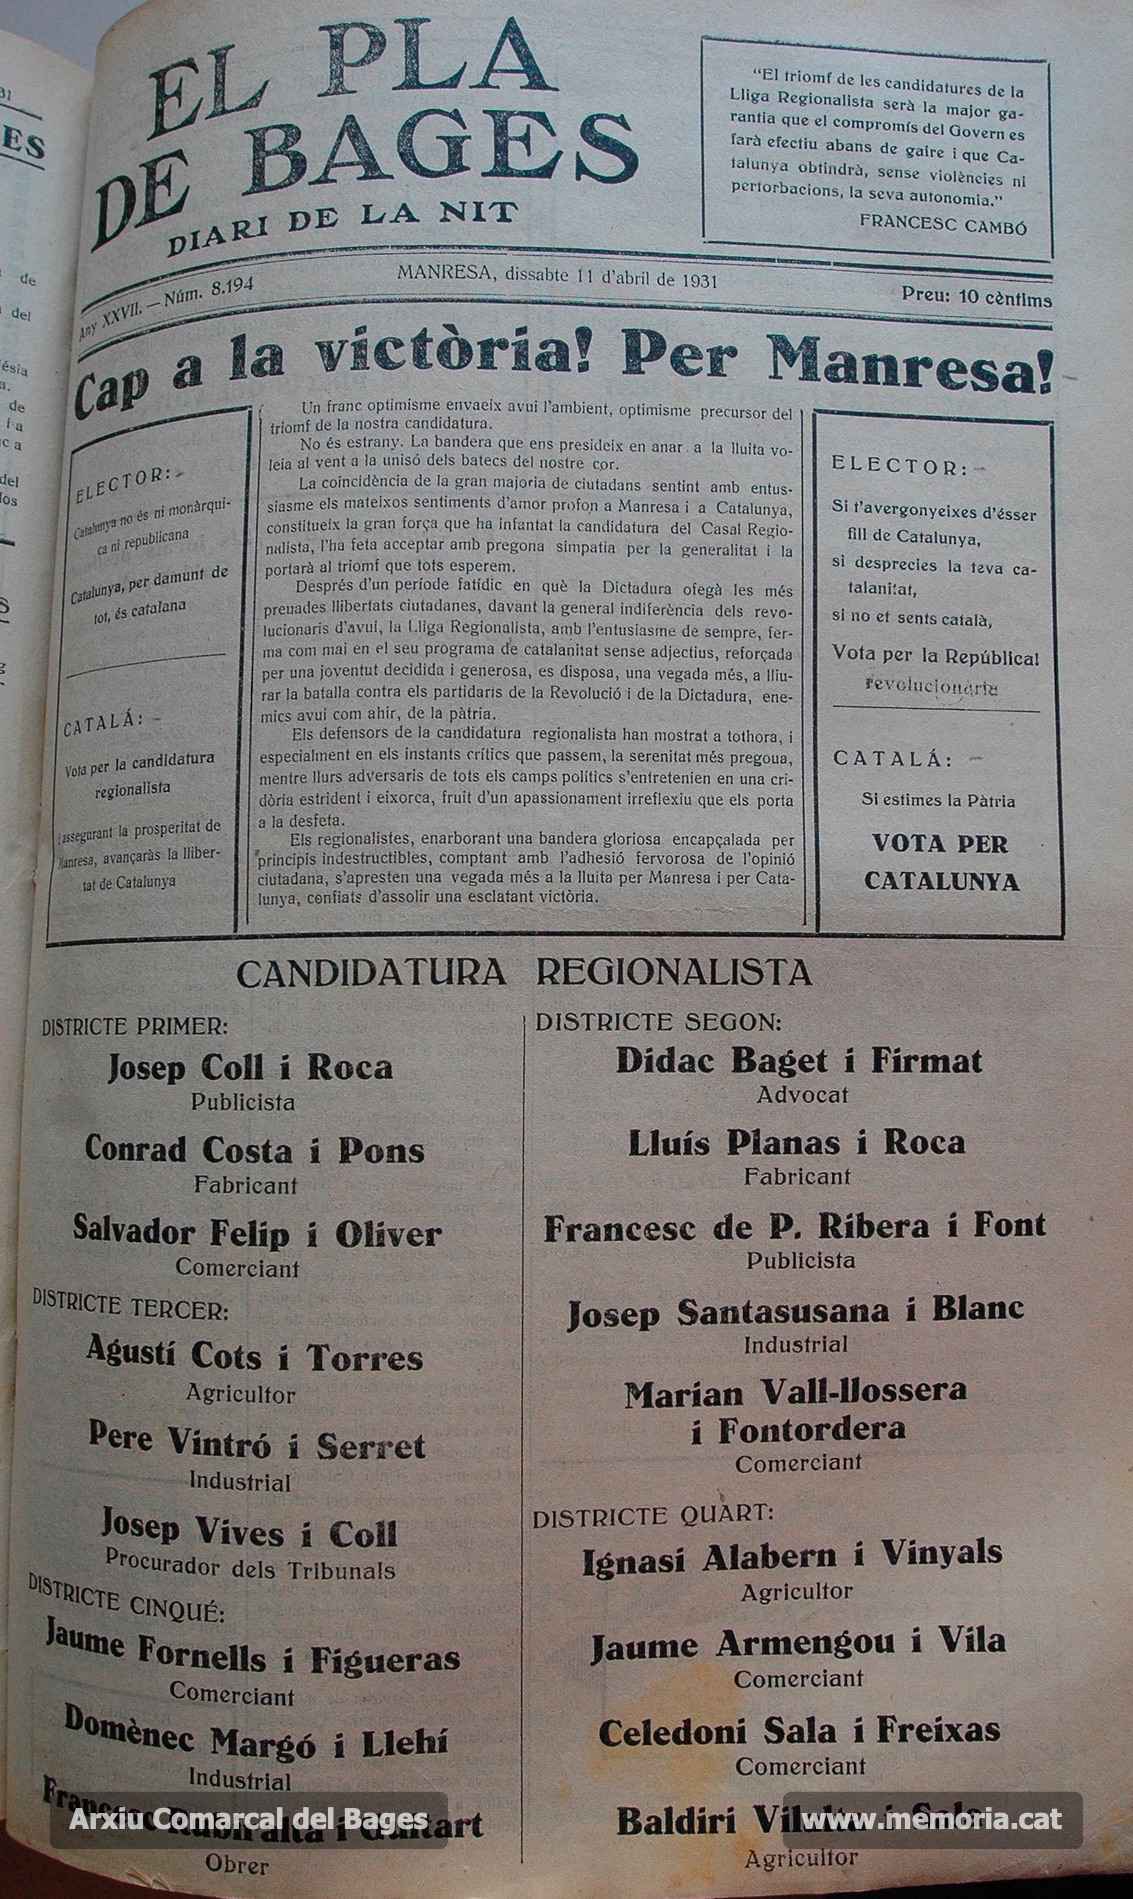 31
ES
EL PLA
DE BAGES
DIARI DE LA NIT
"El triomf de les candidatures de la
Lliga Regionalista serà la major ga-
rantia que el compromís del Govern es
farà efectiu abans de gaire i que Ca-
talunya obtindrà, sense violències ni
pertorbacions, la seva autonomia."
FRANCESC CAMBÓ
Any XXVII. — Núm. 8.194
MANRESA, dissabte 11 d'abril de 1931
Preu: 10 cèntims
Cap a la victòria! Per Manresa!
ELECTOR:
Catalunya no és ni monàrqui-
ca ni republicana
Catalunya, per damunt de
tot, és catalana
CATALÁ:
Vota per la candidatura
regionalista
i assegurant la prosperitat de
Manresa, avançaràs la lliber-
tat de Catalunya
Un franc optimisme envaeix avui l'ambient, optimisme precursor del
triomf de la nostra candidatura.
No és estrany. La bandera que ens presideix en anar a la lluita vo-
leia al vent a la unisó dels batecs del nostre cor.
La coincidència de la gran majoria de ciutadans sentint amb entus-
siasme els mateixos sentiments d'amor profon a Manresa i a Catalunya,
constitueix la gran força que ha infantat la candidatura del Casal Regio-
nalista, l'ha feta acceptar amb pregona simpatia per la generalitat i la
portarà al triomf que tots esperem.
Després d'un període fatídic en què la Dictadura ofegà les més
preuades llibertats ciutadanes, davant la general indiferència dels revo-
lucionaris d'avui, la Lliga Regionalista, amb l'entusiasme de sempre, fer-
ma com mai en el seu programa de catalanitat sense adjectius, reforçada
per una joventut decidida i generosa, es disposa, una vegada més, a lliu-
rar la batalla contra els partidaris de la Revolució i de la Dictadura, ene-
mics avui com ahir, de la pàtria.
Els defensors de la candidatura regionalista han mostrat a tothora, i
especialment en els instants crítics que passem, la serenitat més pregoua,
mentre llurs adversaris de tots els camps polítics s'entretenien en una cri-
dòria estrident i eixorca, fruit d'un apassionament irreflexiu que els porta
a la desfeta.
Els regionalistes, enarborant una bandera gloriosa encapçalada per
principis indestructibles, comptant amb l'adhesió fervorosa de l'opinió
ciutadana, s'apresten una vegada més a la lluita per Manresa i per Cata-
lunya, confiats d'assolir una esclatant victòria.
ELECTOR:
Si t'avergonyeixes d'ésser
fill de Catalunya,
si desprecies la teva ca-
talanitat,
si no et sents català,
Vota per la República!
revolucionària
CATALÁ:
Si estimes la Pàtria
VOTA PER
CATALUNYA
CANDIDATURA REGIONALISTA
DISTRICTE PRIMER:
Josep Coll i Roca
Publicista
Conrad Costa i Pons
Fabricant
Salvador Felip i Oliver
Comerciant
DISTRICTE TERCER:
Agustí Cots i Torres
Agricultor
Pere Vintró i Serret
Industrial
Josep Vives i Coll
Procurador dels Tribunals
DISTRICTE CINQUÉ:
Jaume Fornells i Figueras
Comerciant
Domènec Margó i Llehí
Industrial
Francesc Rubiralta i Guitart
Obrer
DISTRICTE SEGON:
Didac Baget i Firmat
Advocat
Lluís Planas i Roca
Fabricant
Francesc de P. Ribera i Font
Publicista
Josep Santasusana i Blanc
Industrial
Marian Vall-llossera
i Fontordera
Comerciant
DISTRICTE QUART:
Ignasi Alabern i Vinyals
Agricultor
Jaume Armengou i Vila
Comerciant
Celedoni Sala i Freixas
Comerciant
Baldiri Vilalta i Sala
Agricultor
Arxiu Comarcal del Bages
www.memoria.cat